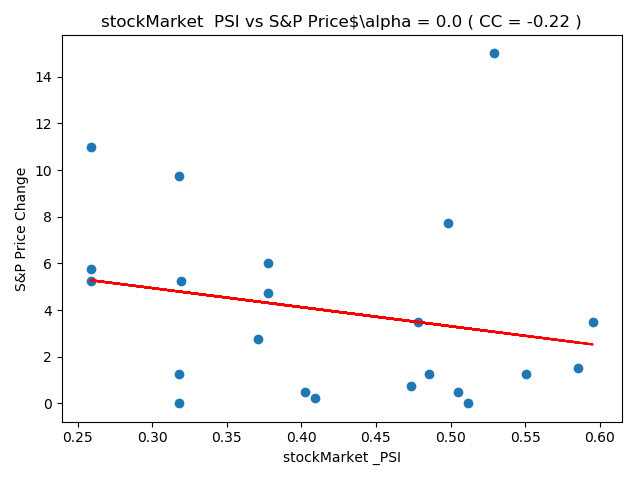 stockMarket  PSI vs S&P Price$\alpha = 0.0 ( CC = -0.22 )
14
12
10
8
6
4
2
0
S&P Price Change
0.25 0.30 0.35 0.40 0.45 0.50 0.55 0.60
stockMarket _PSI